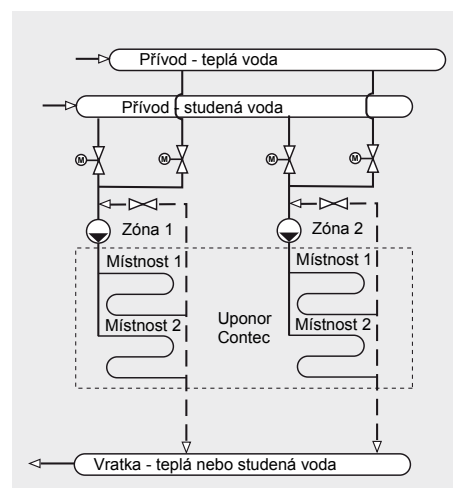 Přívod - teplá voda
Přívod - studená voda
M
M
M
M
Zóna 1
Zóna 2
Místnost 1
Místnost 1
Uponor
Contec
Místnost 2
Místnost 2
Vratka - teplá nebo studená voda